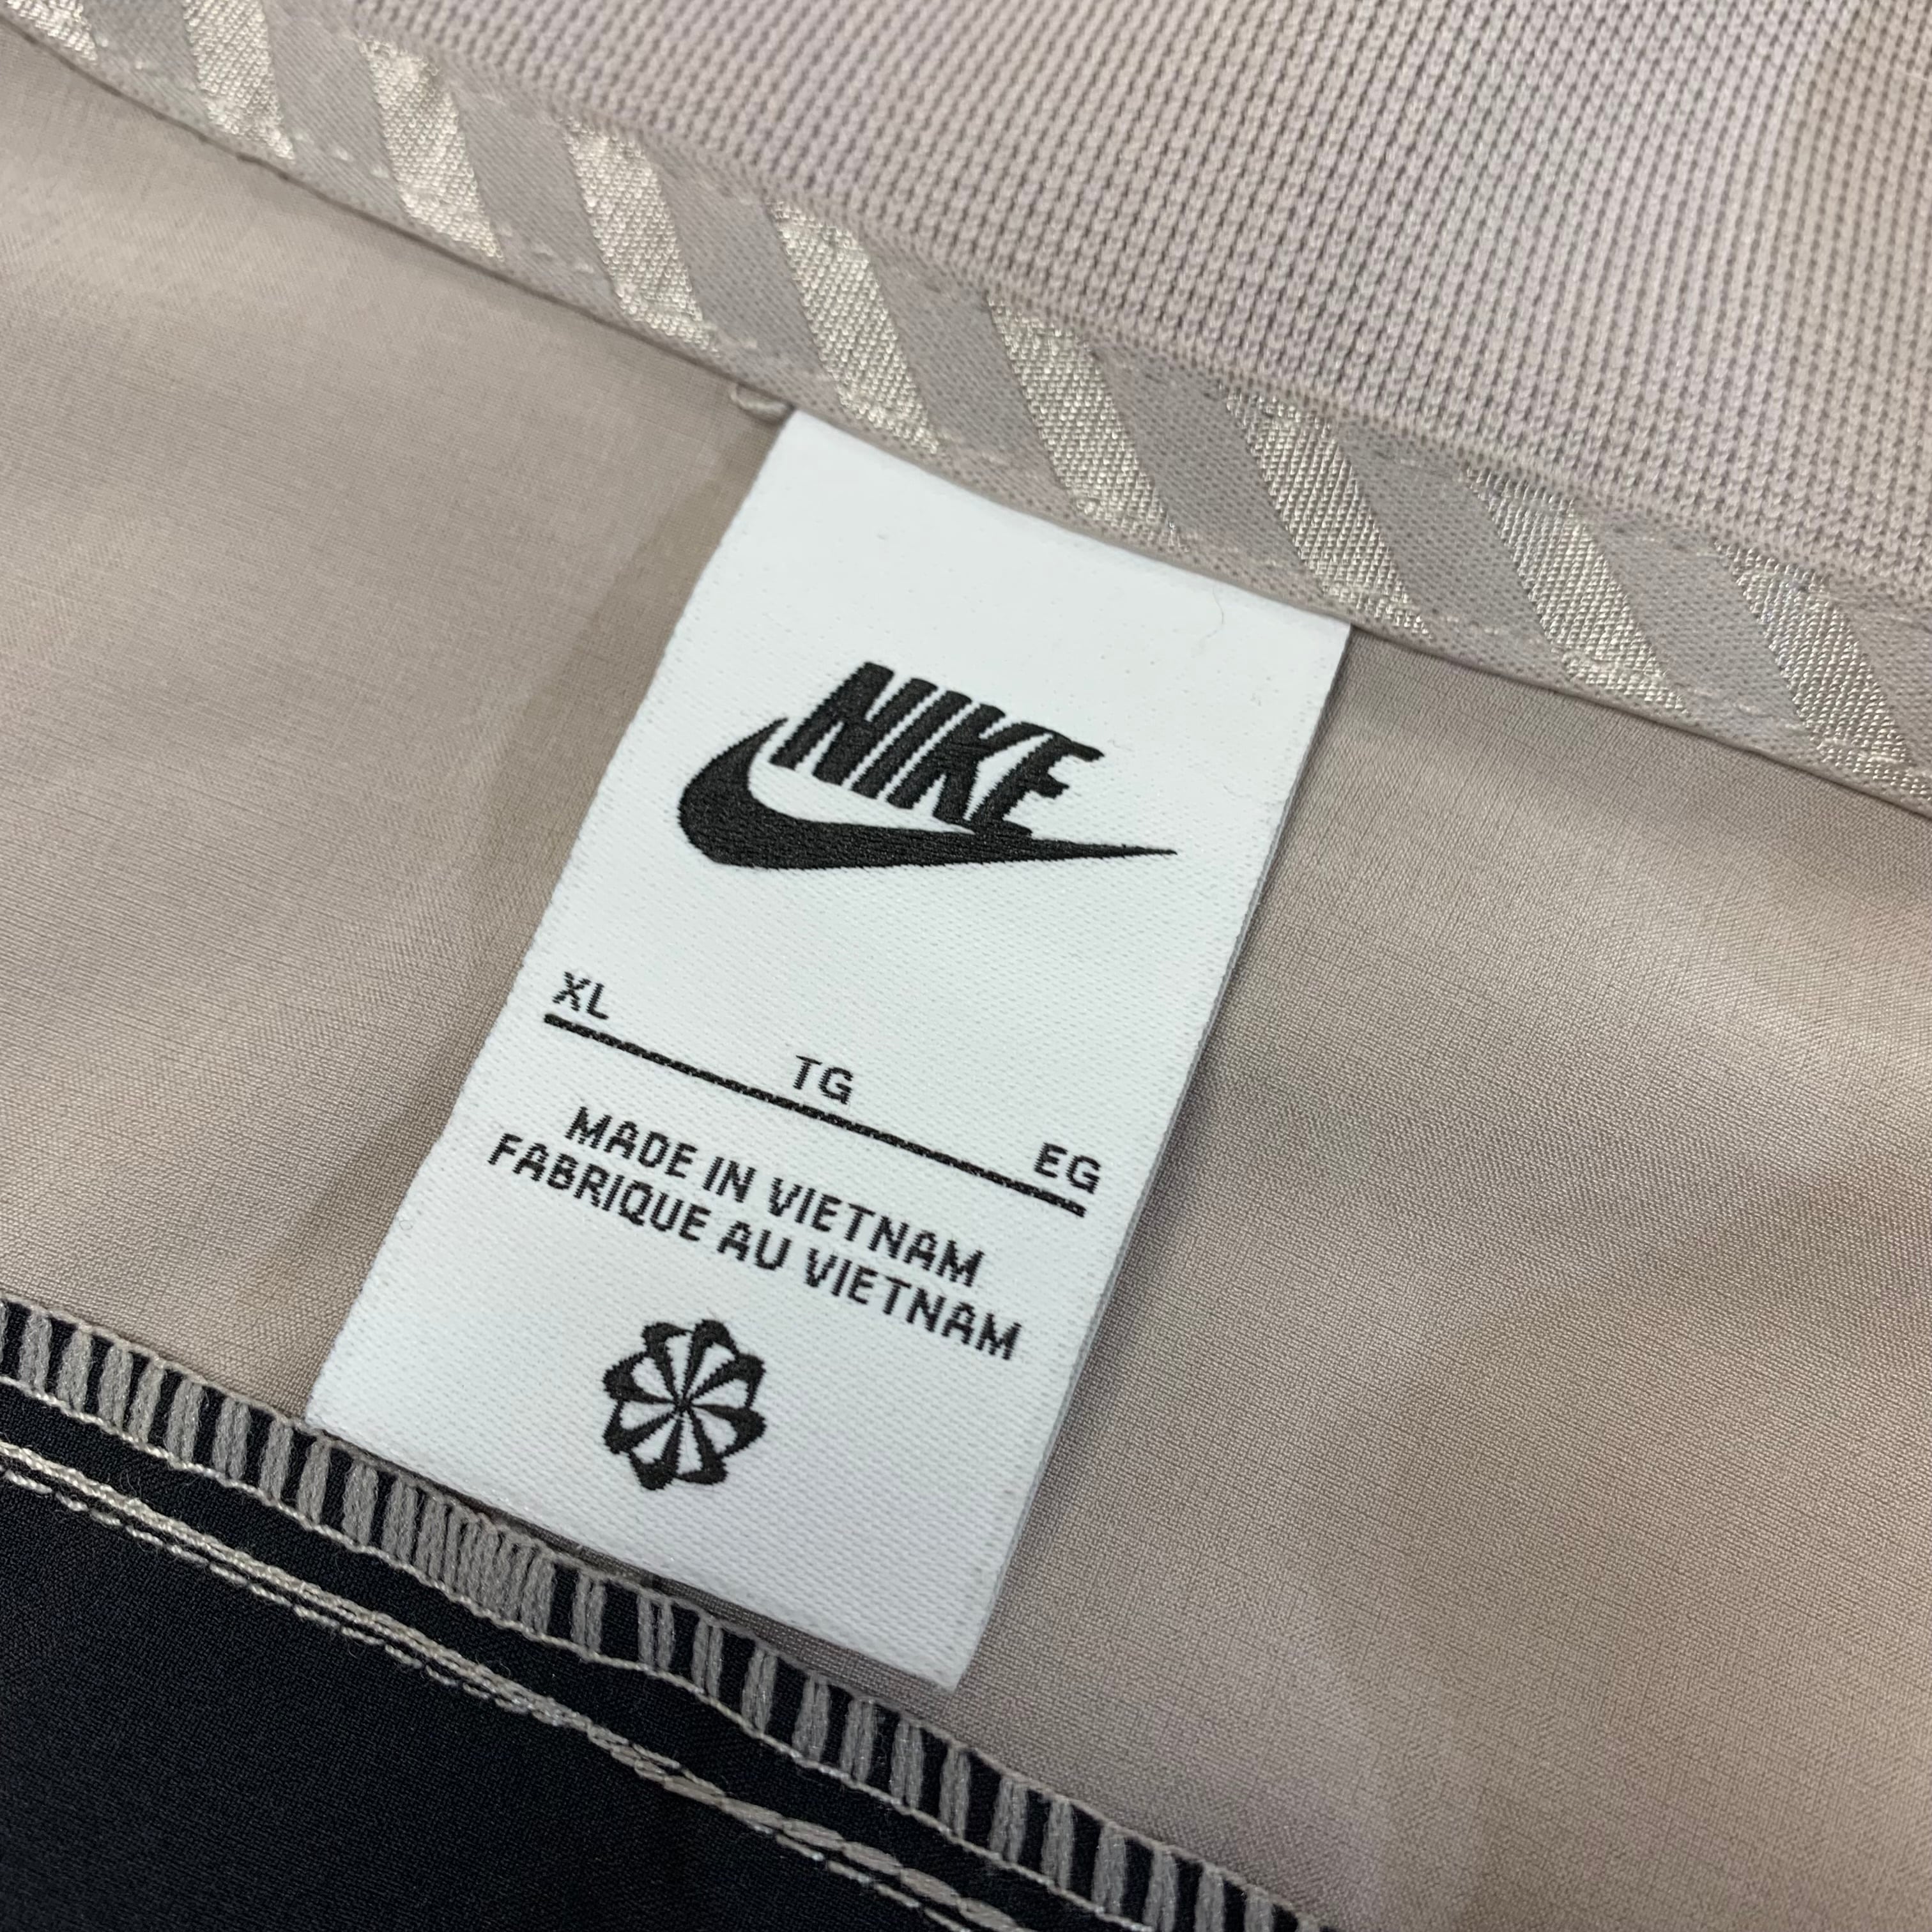 NIKE
XL
TG
EG
MADE IN VIETNAM
FABRIQUE AU VIETNAM